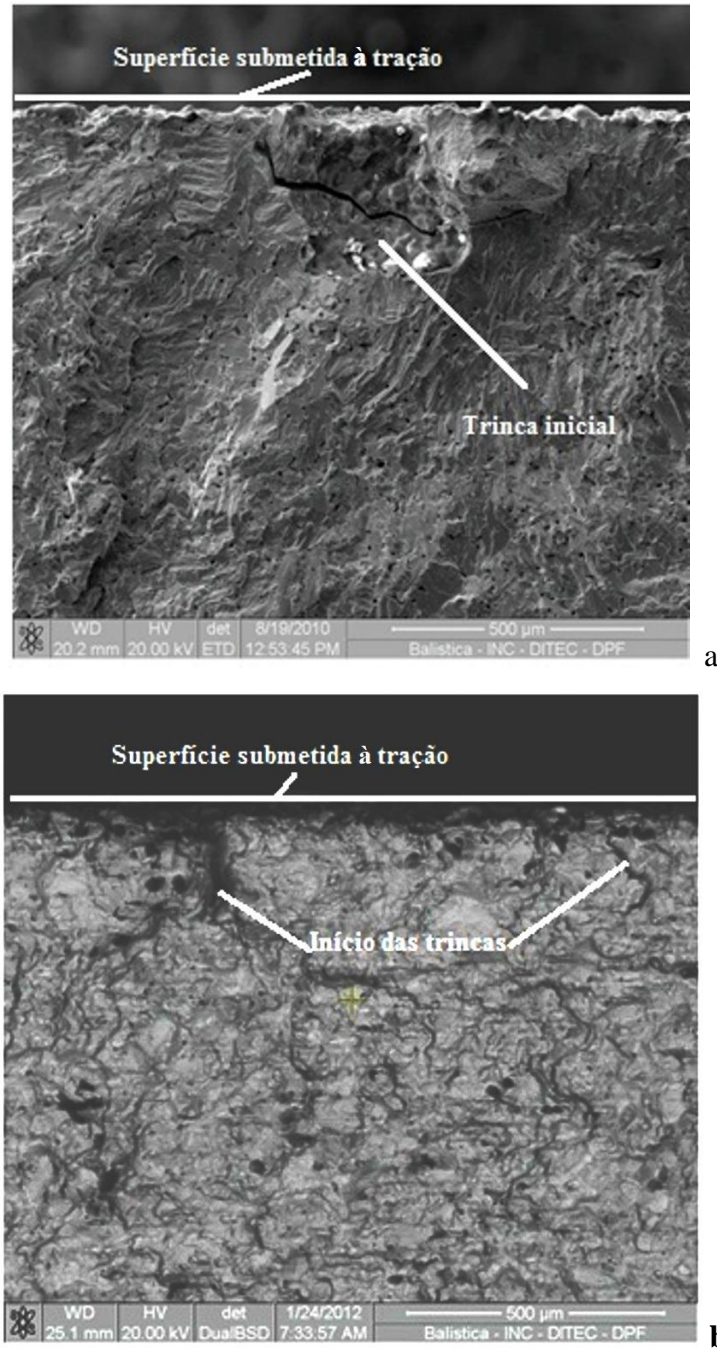 Superfície submetida à tração
Trinca inicial
WD HV det 8/19/2010 500 µm
20.2 mm 20.00 kV ETD 12:53:45 PM Balistica - INC - DITEC - DPF
a
Superfície submetida à tração
Início das trincas
WD HV det 1/24/2012 500 µm
25.1 mm 20.00 kV DualBSD 7:33:57 AM Balistica - INC - DITEC - DPF
b